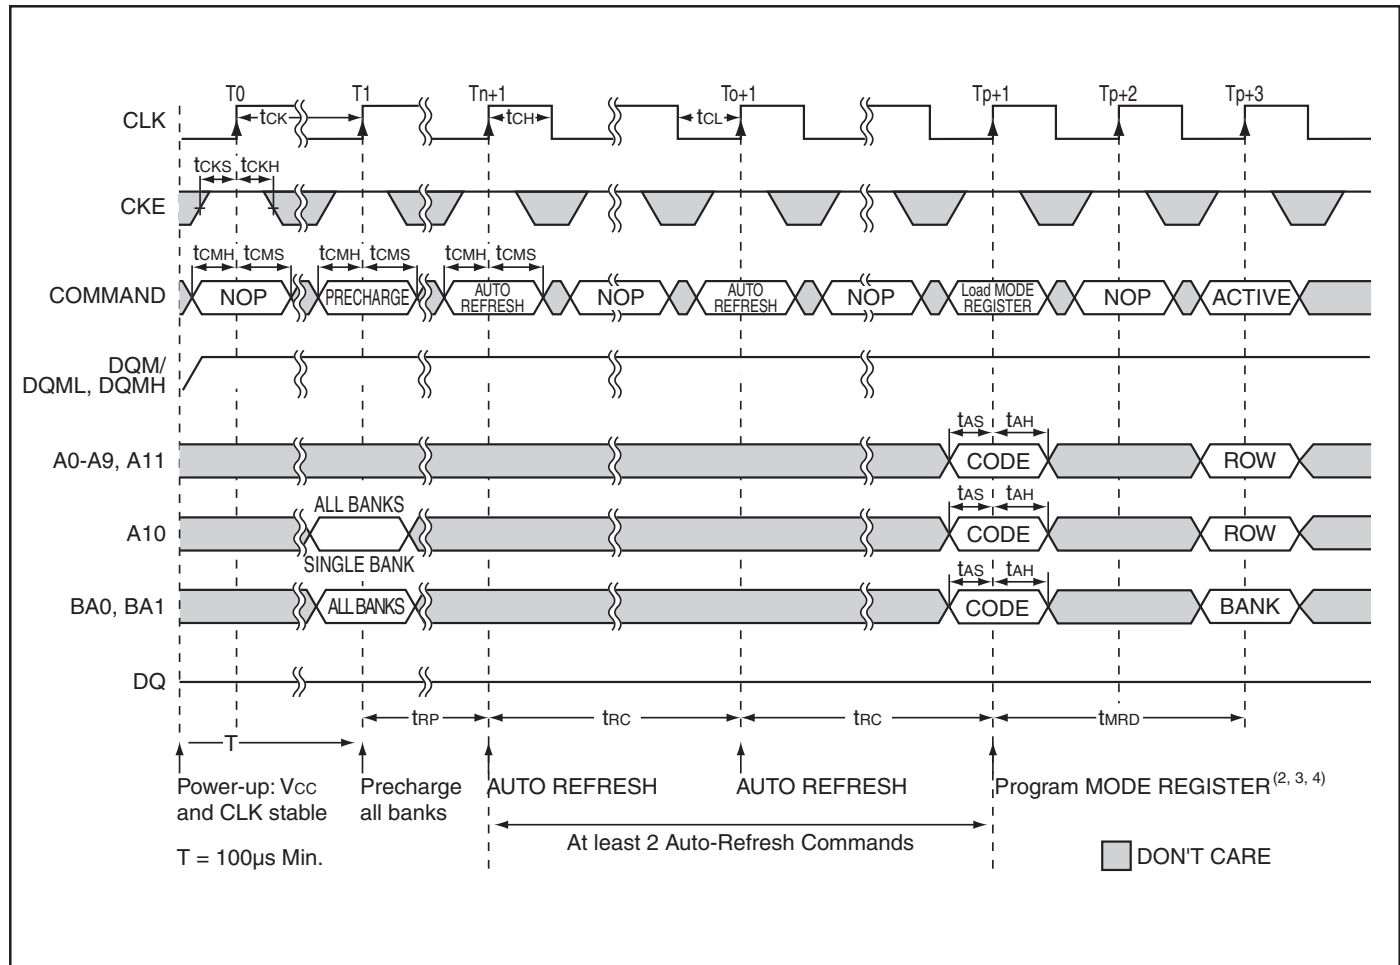 T0 T1 Tn+1 To+1 Tp+1 Tp+2 Tp+3
CLK tCK tCH tCL
tCKS tCKH
CKE
tCMH tCMS tCMH tCMS tCMH tCMS
COMMAND NOP PRECHARGE AUTO REFRESH NOP AUTO REFRESH NOP Load MODE REGISTER NOP ACTIVE
DQM/
DQML, DQMH
tAS tAH
A0-A9, A11 CODE ROW
ALL BANKS tAS tAH
A10 CODE ROW
SINGLE BANK tAS tAH
BA0, BA1 ALL BANKS CODE BANK
DQ
tRP tRC tRC tMRD
T
Power-up: VCC
and CLK stable
Precharge
all banks
AUTO REFRESH
AUTO REFRESH
Program MODE REGISTER(2, 3, 4)
At least 2 Auto-Refresh Commands
T = 100µs Min.
DON'T CARE